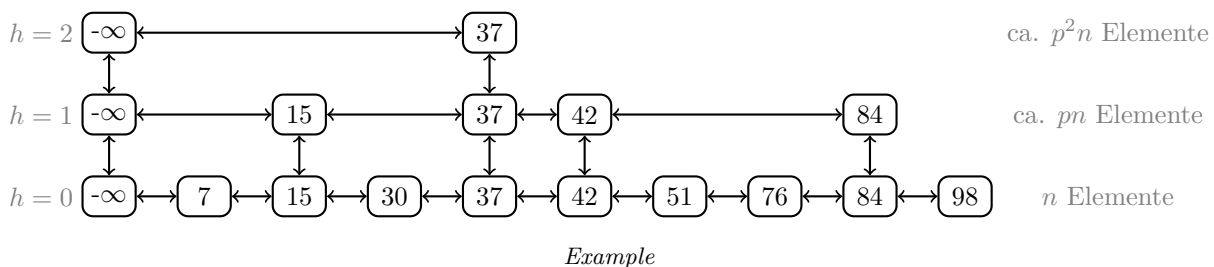 h = 2 -∞ 37 ca. p²n Elemente
h = 1 -∞ 15 37 42 84 ca. pn Elemente
h = 0 -∞ 7 15 30 37 42 51 76 84 98 n Elemente
Example